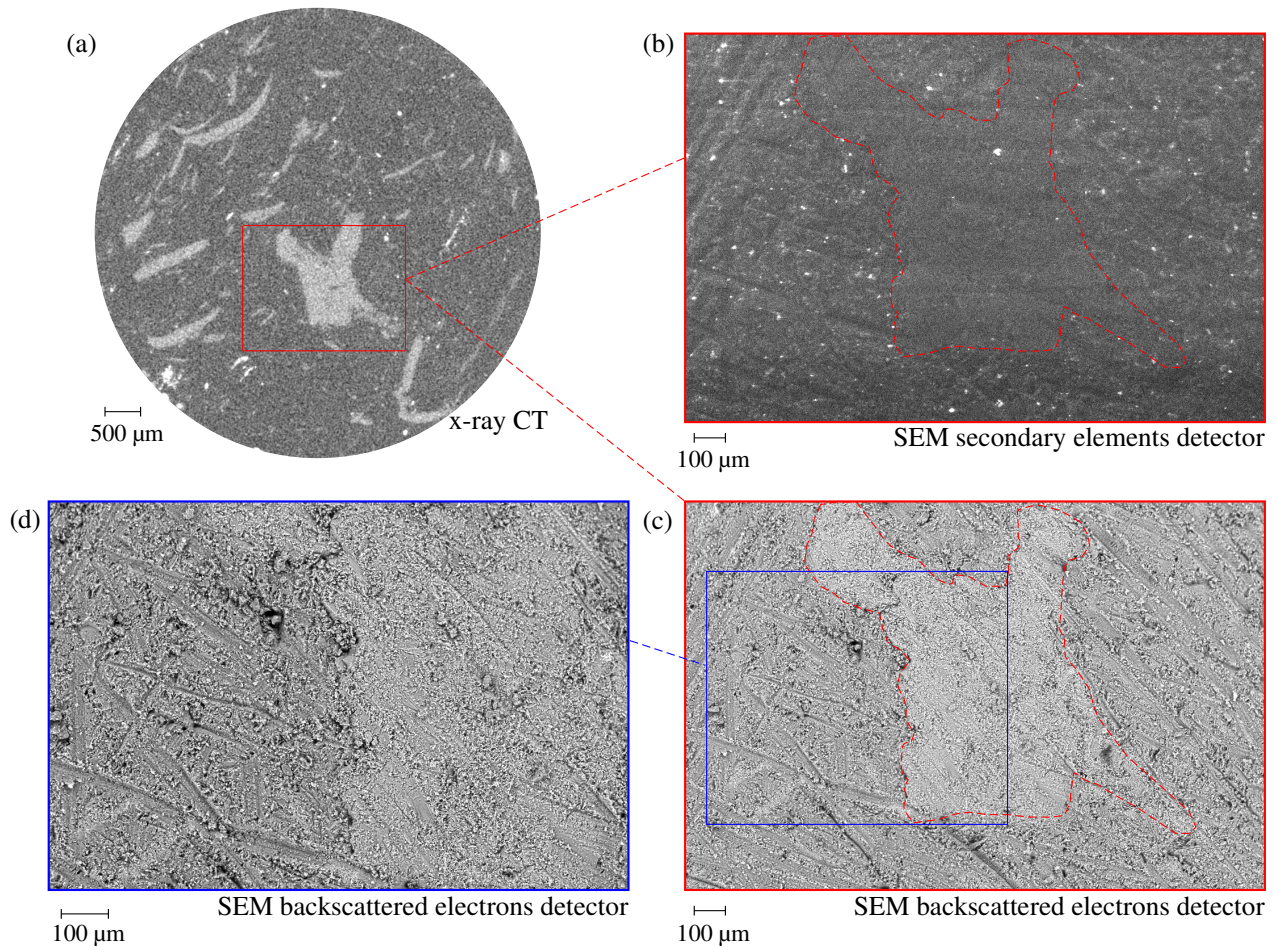 (a)
(b)
500 µm
x-ray CT
100 µm
SEM secondary elements detector
(d)
(c)
100 µm
SEM backscattered electrons detector
100 µm
SEM backscattered electrons detector